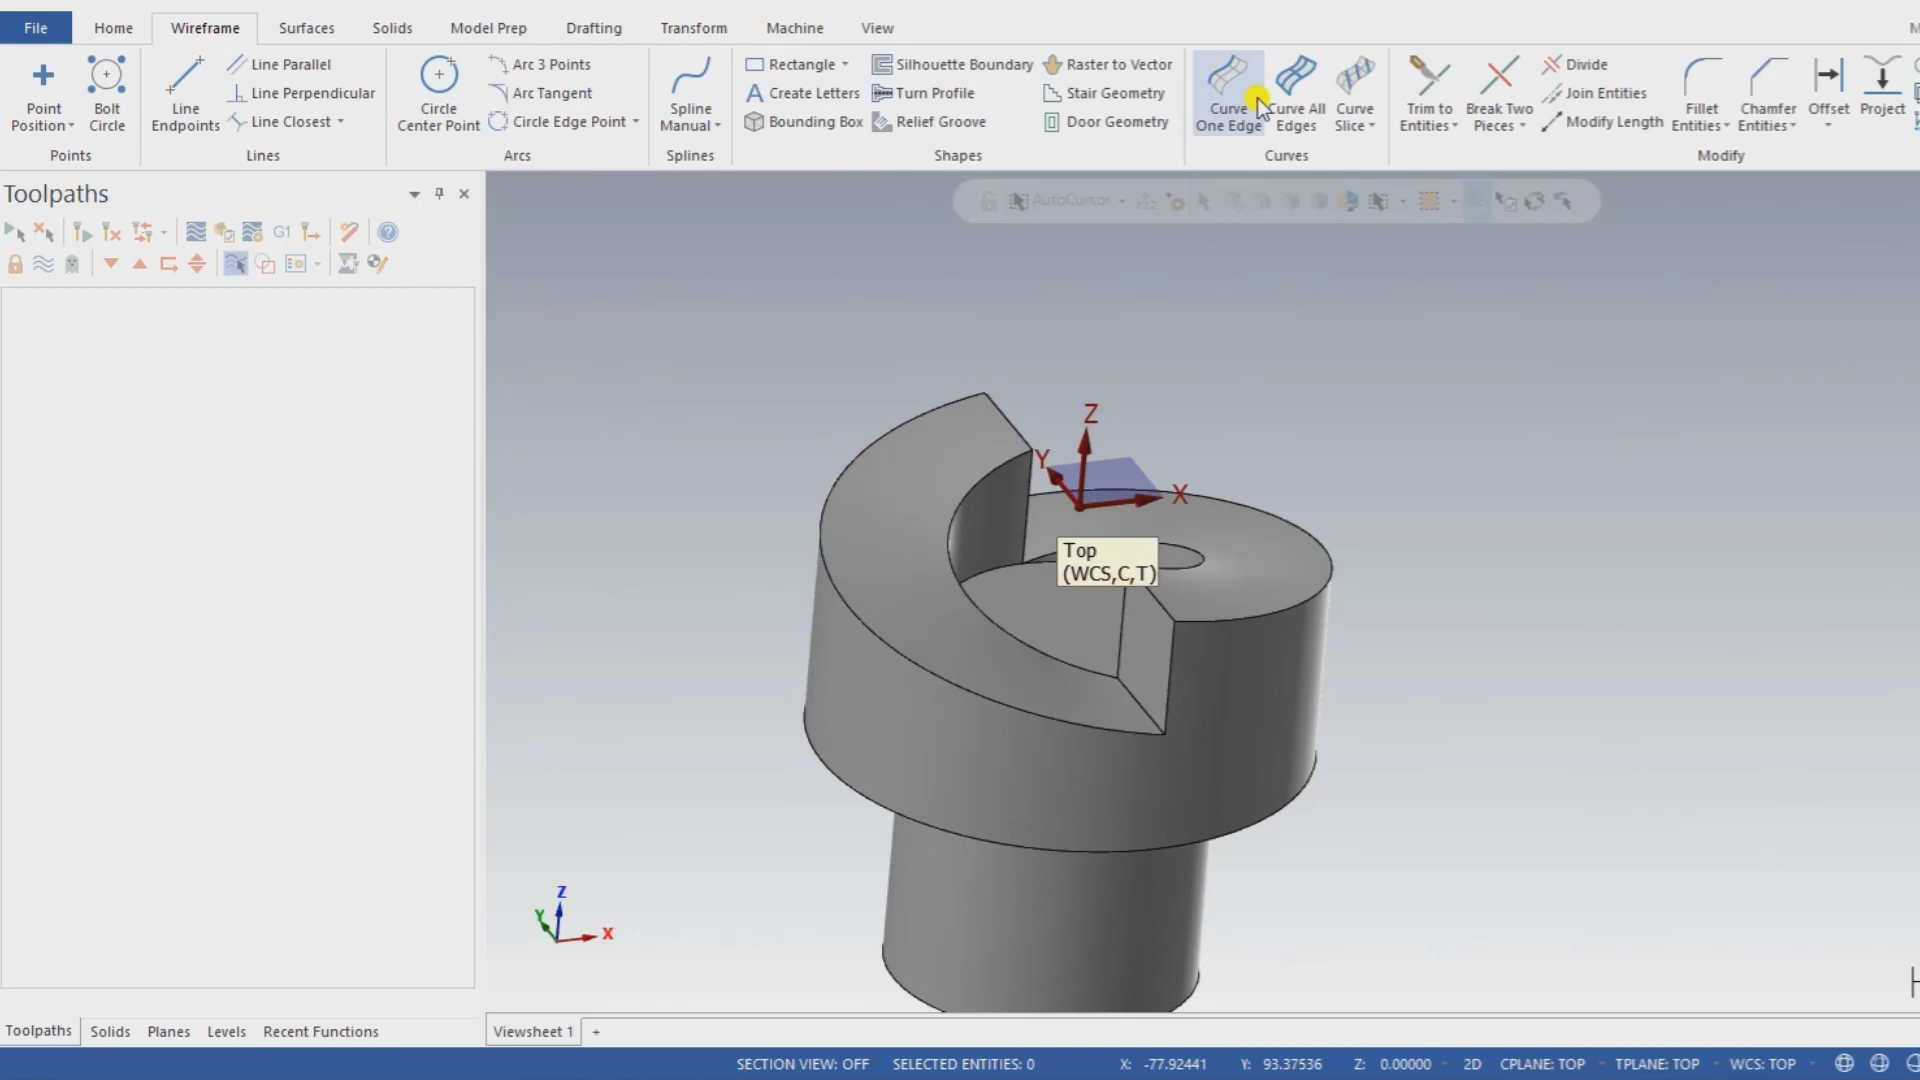 File Home Wireframe Surfaces Solids Model Prep Drafting Transform Machine View
Point Position
Bolt Circle
Points
Line Endpoints
Line Parallel
Line Perpendicular
Line Closest
Lines
Circle Center Point
Arc 3 Points
Arc Tangent
Circle Edge Point
Arcs
Spline Manual
Splines
Rectangle
Create Letters
Bounding Box
Silhouette Boundary
Turn Profile
Relief Groove
Raster to Vector
Stair Geometry
Door Geometry
Shapes
Curve One Edge
Curve All Edges
Curve Slice
Curves
Trim to Entities
Break Two Pieces
Divide
Join Entities
Modify Length
Fillet Entities
Chamfer Entities
Offset
Project
Modify
Toolpaths
G1
AutoCursor
Z
Y
X
Top
(WCS,C,T)
Z
Y
X
Toolpaths Solids Planes Levels Recent Functions
Viewsheet 1 +
SECTION VIEW: OFF SELECTED ENTITIES: 0 X: -77.92441 Y: 93.37536 Z: 0.00000 2D CPLANE: TOP TPLANE: TOP WCS: TOP